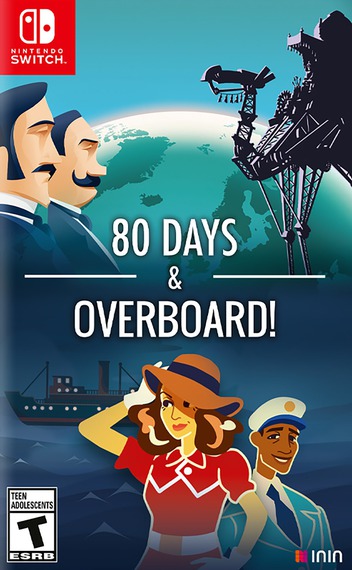 NINTENDO
SWITCH.
80 DAYS
&
OVERBOARD!
TEEN
ADOLESCENTS
T
ESRB
ININ